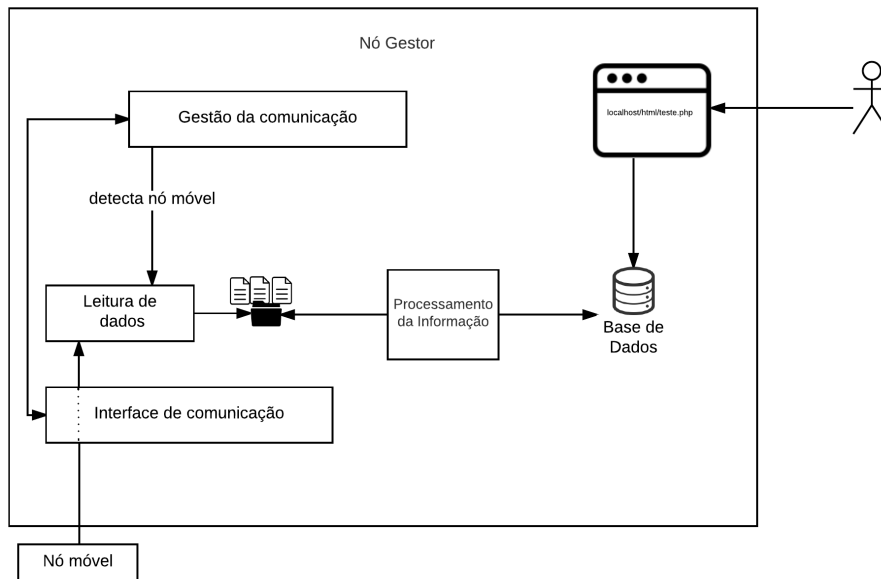 Nó Gestor
Gestão da comunicação
localhost/html/teste.php
detecta nó móvel
Leitura de
dados
Processamento
da Informação
Base de
Dados
Interface de comunicação
Nó móvel